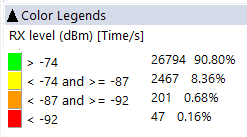 Color Legends
RX level (dBm) [Time/s]
> -74 26794 90.80%
< -74 and >= -87 2467 8.36%
< -87 and >= -92 201 0.68%
< -92 47 0.16%